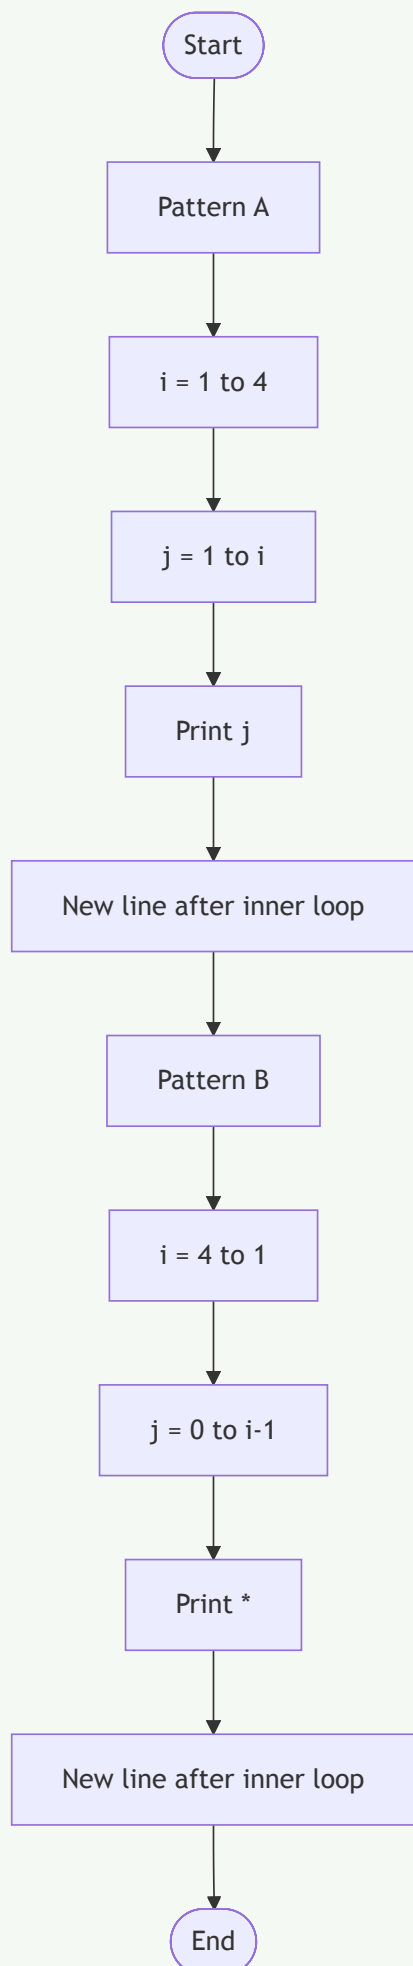 Start
Pattern A
i = 1 to 4
j = 1 to i
Print j
New line after inner loop
Pattern B
i = 4 to 1
j = 0 to i-1
Print *
New line after inner loop
End